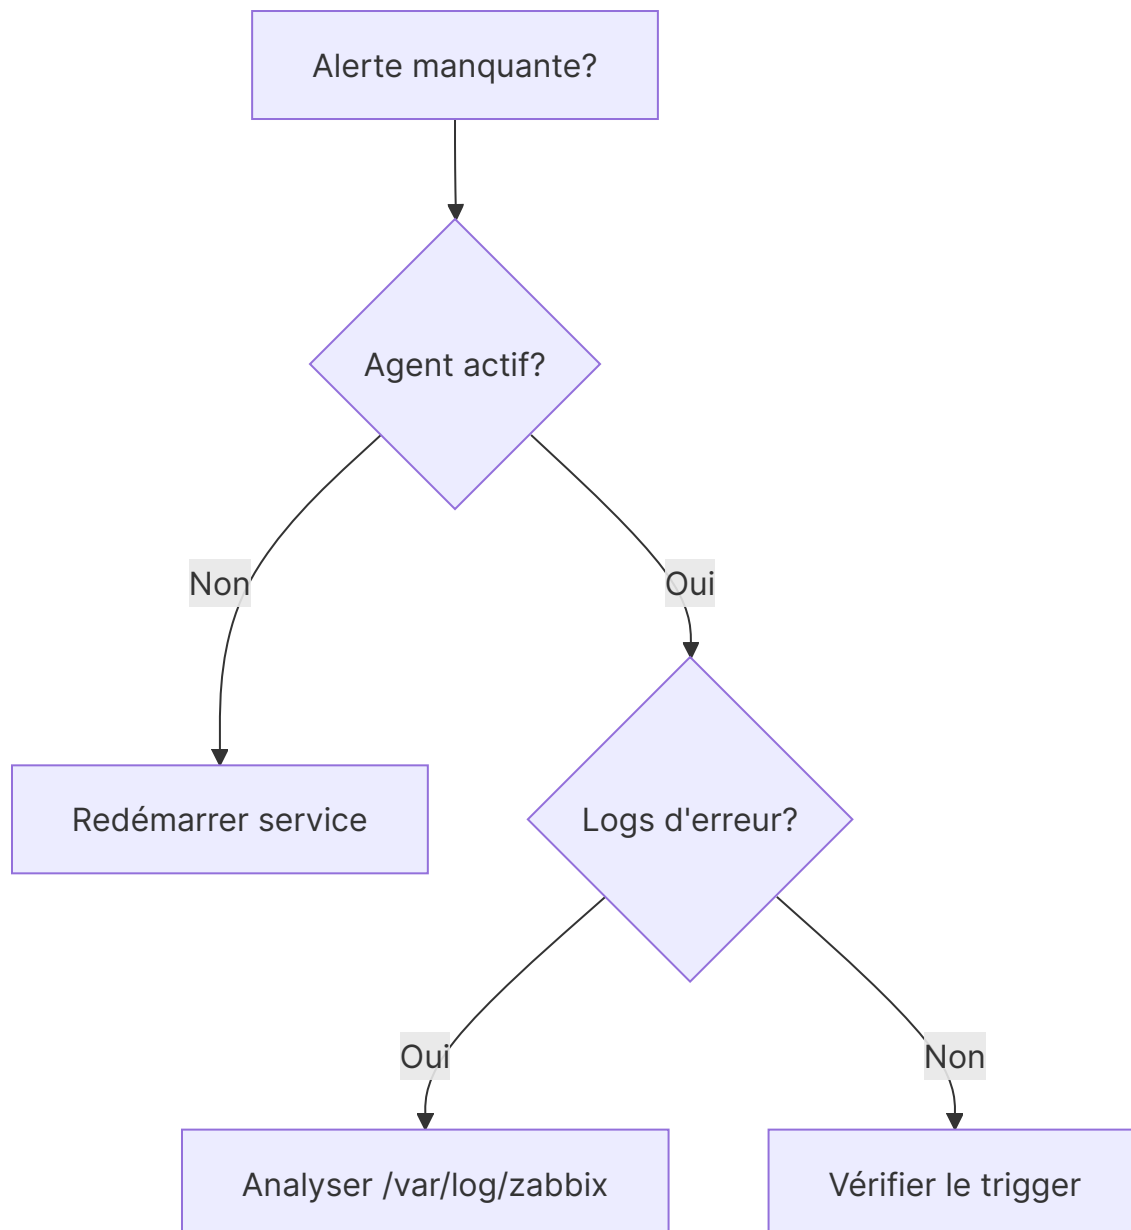 Alerte manquante?
Agent actif?
Non
Oui
Redémarrer service
Logs d'erreur?
Oui
Non
Analyser /var/log/zabbix
Vérifier le trigger